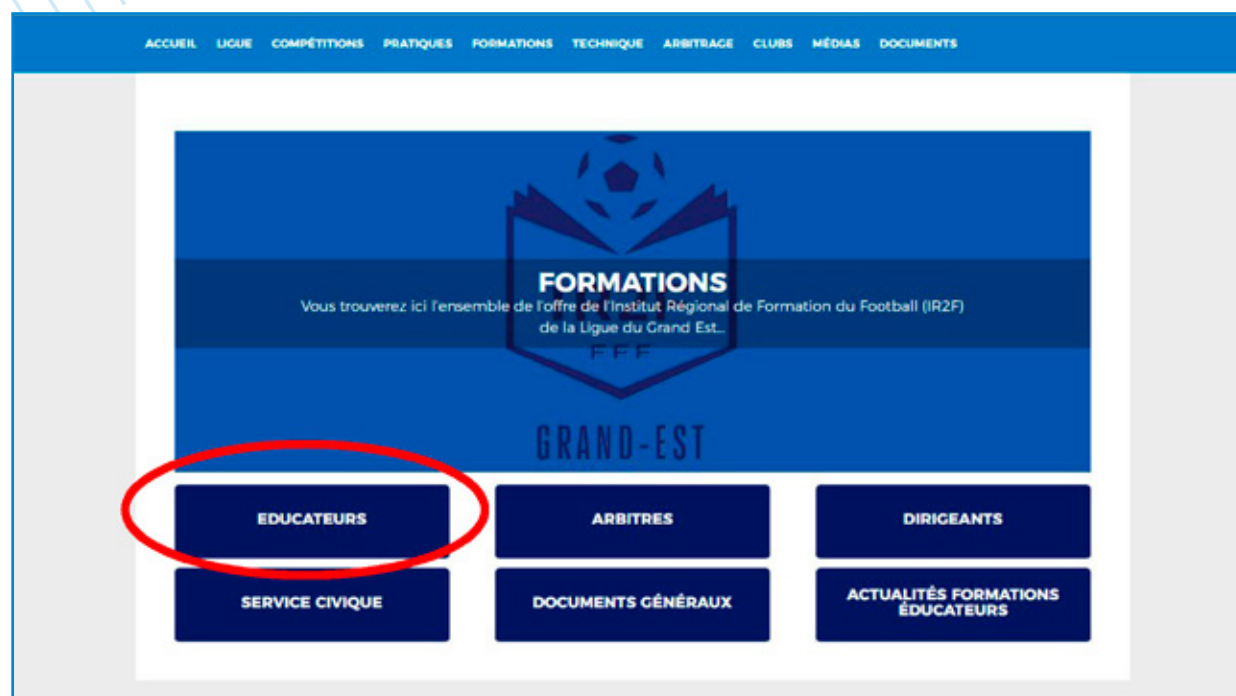 ACCUEIL LIGUE COMPÉTITIONS PRATIQUES FORMATIONS TECHNIQUE ARBITRAGE CLUBS MÉDIAS DOCUMENTS
FORMATIONS
Vous trouverez ici l'ensemble de l'offre de l'Institut Régional de Formation du Football (IR2F)
de la Ligue du Grand Est...
FFF
GRAND-EST
EDUCATEURS
ARBITRES
DIRIGEANTS
SERVICE CIVIQUE
DOCUMENTS GÉNÉRAUX
ACTUALITÉS FORMATIONS
ÉDUCATEURS